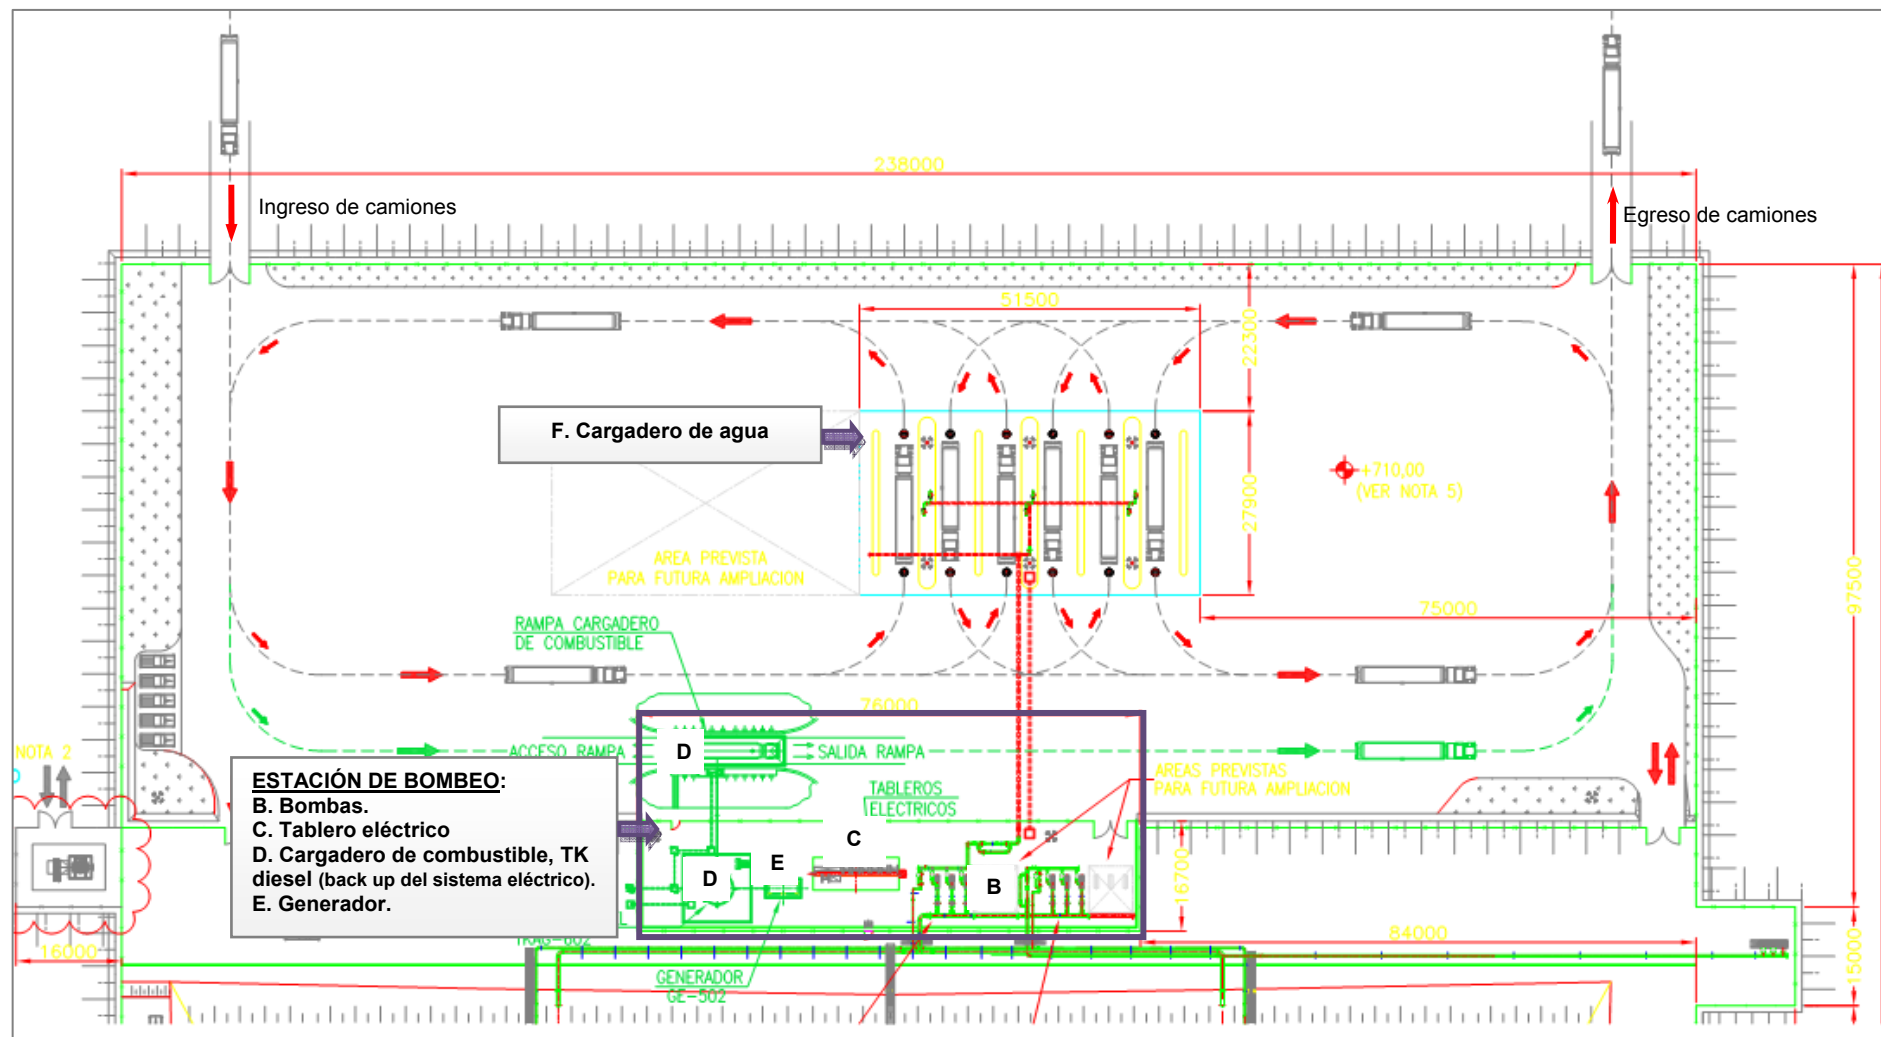 238000
Ingreso de camiones
Egreso de camiones
51500
22300
F. Cargadero de agua
+710,00
(VER NOTA 5)
27900
AREA PREVISTA
PARA FUTURA AMPLIACION
97500
75000
RAMPA CARGADERO
DE COMBUSTIBLE
76000
NOTA 2
ACCESO RAMPA
D
SALIDA RAMPA
AREAS PREVISTAS
PARA FUTURA AMPLIACION
TABLEROS
ELECTRICOS
ESTACIÓN DE BOMBEO:
B. Bombas.
C. Tablero eléctrico
D. Cargadero de combustible, TK
diesel (back up del sistema eléctrico).
E. Generador.
C
E
D
B
16700
16000
84000
15000
GENERADOR
GE-502